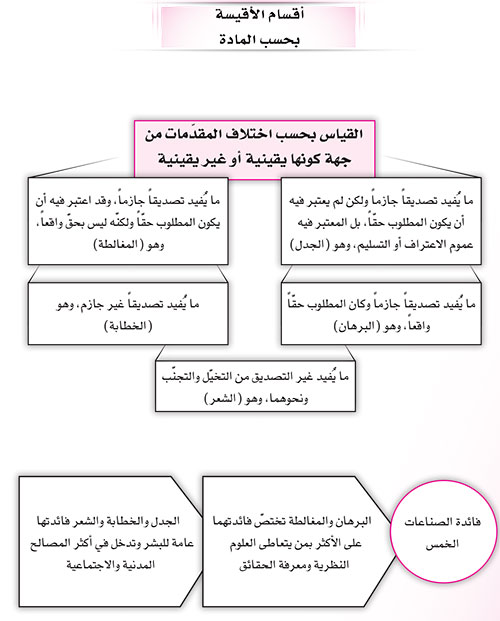 أقسام الأقيسة
بحسب المادة
القياس بحسب اختلاف المقدّمات من
جهة كونها يقينية أو غير يقينية
ما يُفيد تصديقاً جازماً ولكن لم يعتبر فيه
أن يكون المطلوب حقّاً، بل المعتبر فيه
عموم الاعتراف أو التسليم، وهو (الجدل)
ما يُفيد تصديقاً جازماً، وقد اعتبر فيه أن
يكون المطلوب حقّاً ولكنّه ليس بحقّ واقعاً،
وهو (المغالطة)
ما يُفيد تصديقاً جازماً وكان المطلوب حقّاً
واقعاً، وهو (البرهان)
ما يُفيد تصديقاً غير جازم، وهو
(الخطابة)
ما يُفيد غير التصديق من التخيّل والتجنّب
ونحوهما، وهو (الشعر)
فائدة الصناعات
الخمس
البرهان والمغالطة تختصّ فائدتهما
على الأكثر بمن يتعاطى العلوم
النظرية ومعرفة الحقائق
الجدل والخطابة والشعر فائدتها
عامة للبشر وتدخل في أكثر المصالح
المدنية والاجتماعية